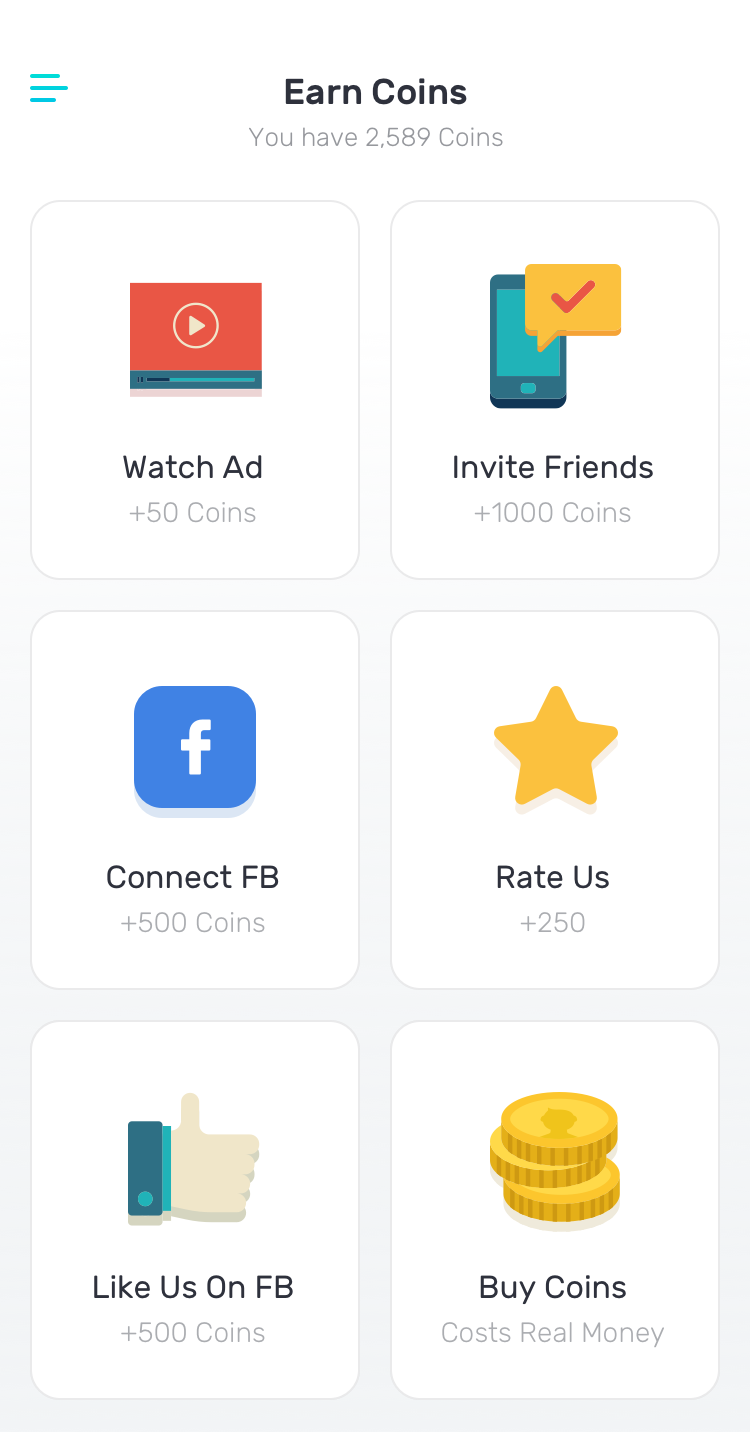 Earn Coins
You have 2,589 Coins
Watch Ad
+50 Coins
Invite Friends
+1000 Coins
Connect FB
+500 Coins
Rate Us
+250
Like Us On FB
+500 Coins
Buy Coins
Costs Real Money